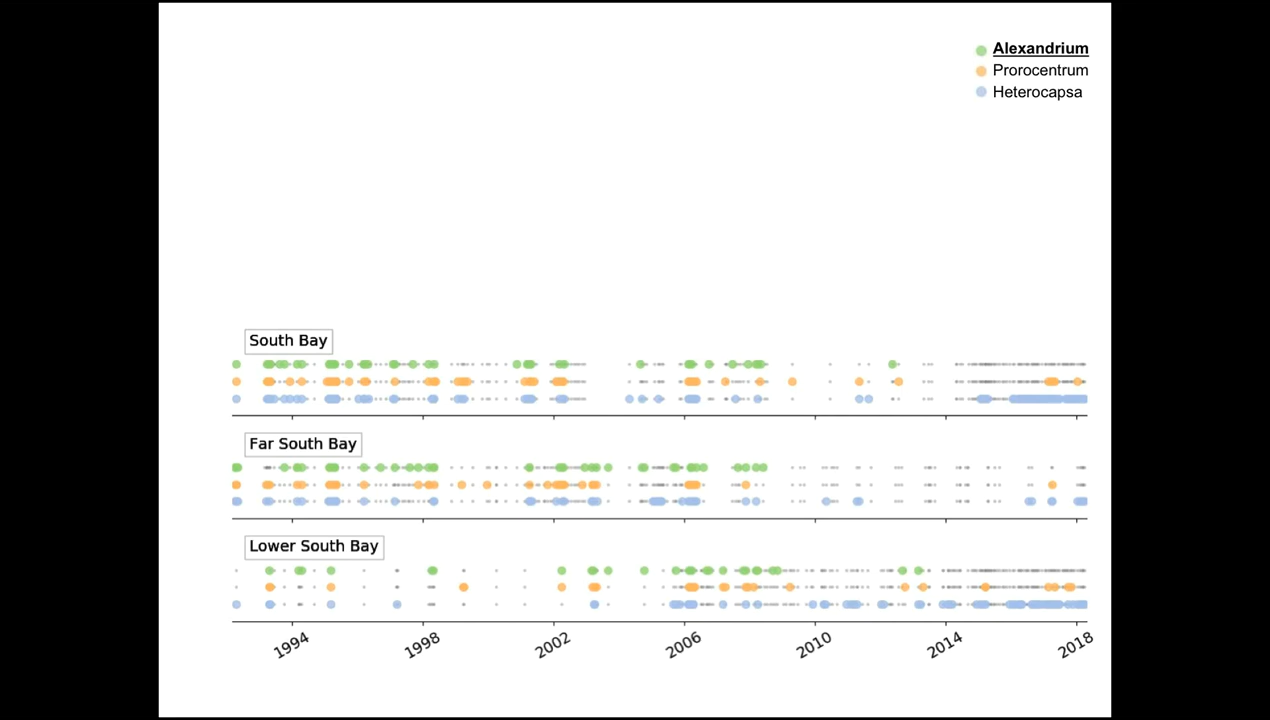 Alexandrium
Prorocentrum
Heterocapsa
South Bay
Far South Bay
Lower South Bay
1994
1998
2002
2006
2010
2014
2018